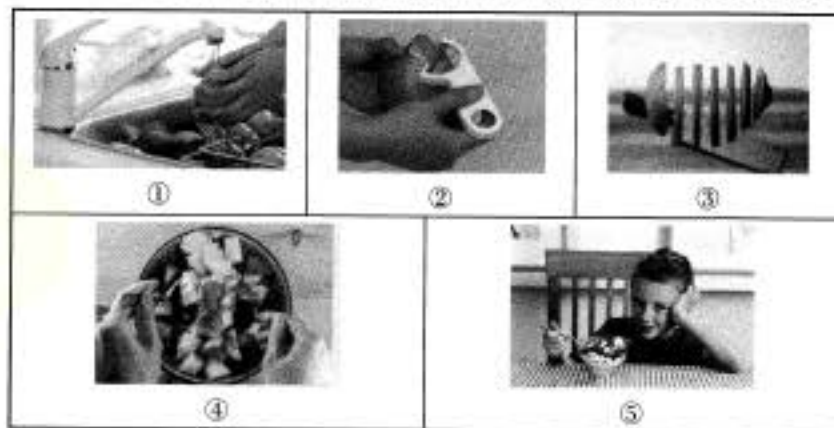 ① ② ③
④ ⑤